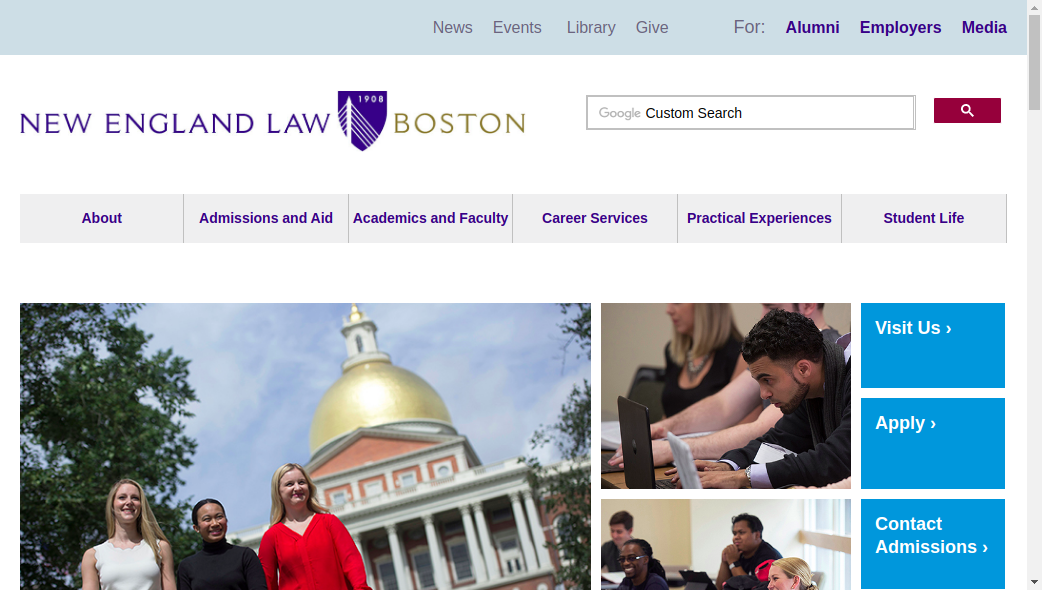 News Events Library Give For: Alumni Employers Media
1908
NEW ENGLAND LAW BOSTON
Google Custom Search
About Admissions and Aid Academics and Faculty Career Services Practical Experiences Student Life
Visit Us ›
Apply ›
Contact
Admissions ›